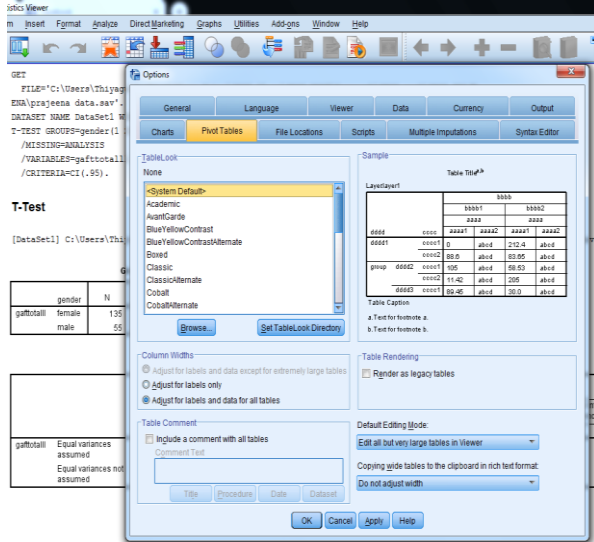 tistics Viewer
m Insert Format Analyze Direct Marketing Graphs Utilities Add-ons Window Help
GET
FILE='C:\Users\Thiyag
ENA\prajeena data.sav'.
DATASET NAME DataSet1 W
T-TEST GROUPS=gender(1
/MISSING=ANALYSIS
/VARIABLES=gafttotall
/CRITERIA=CI(.95).
T-Test
[DataSet1] C:\Users\Thi
G
gender N
gafttotalll female 135
male 55
gafttotalll Equal variances
assumed
Equal variances not
assumed
Options
General Language Viewer Data Currency Output
Charts Pivot Tables File Locations Scripts Multiple Imputations Syntax Editor
TableLook
None
<System Default>
Academic
AvantGarde
BlueYellowContrast
BlueYellowContrastAlternate
Boxed
Classic
ClassicAlternate
Cobalt
CobaltAlternate
Browse... Set TableLook Directory
Column Widths
Adjust for labels and data except for extremely large tables
Adjust for labels only
Adjust for labels and data for all tables
Table Comment
Include a comment with all tables
Comment Text
Title Procedure Date Dataset
Sample
Table Title a,b
Layerlayer1
bbbb
bbbb1 bbbb2
aaaa aaaa
dddd cccc aaaa1 aaaa2 aaaa1 aaaa2
dddd1 cccc1 0 abcd 212.4 abcd
cccc2 88.6 abcd 83.65 abcd
group dddd2 cccc1 105 abcd 58.53 abcd
cccc2 11.42 abcd 205 abcd
dddd3 cccc1 89.45 abcd 30.0 abcd
Table Caption
a. Text for footnote a.
b. Text for footnote b.
Table Rendering
Render as legacy tables
Default Editing Mode:
Edit all but very large tables in Viewer
Copying wide tables to the clipboard in rich text format:
Do not adjust width
OK Cancel Apply Help